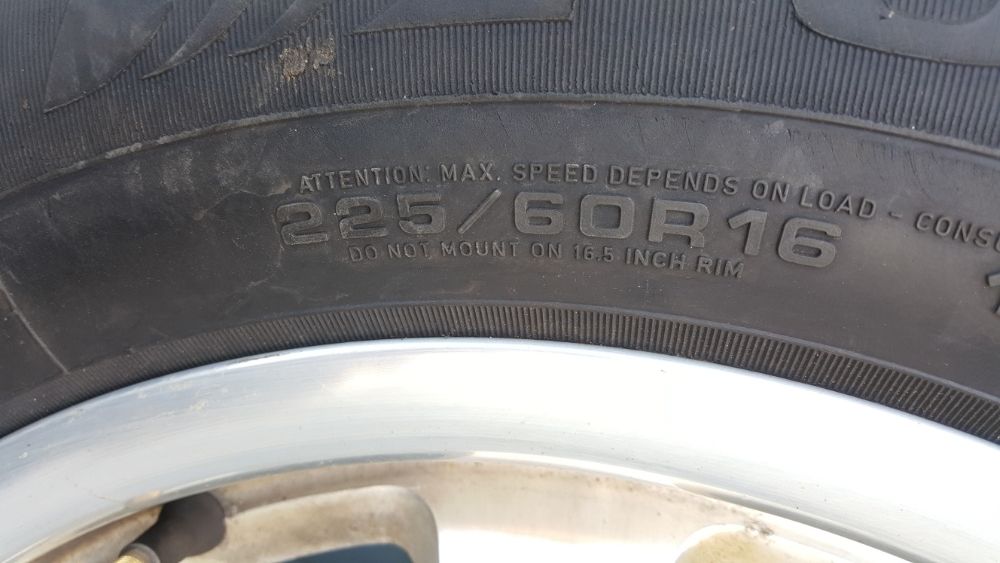 ATTENTION: MAX. SPEED DEPENDS ON LOAD -
225/60R16
DO NOT MOUNT ON 16.5 INCH RIM